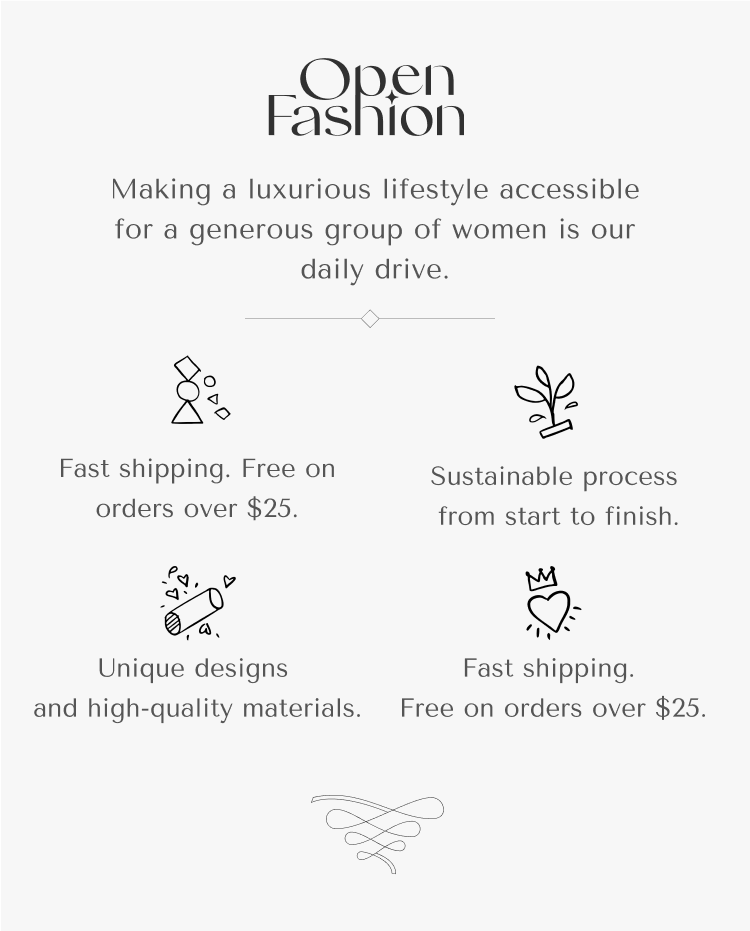 Open
Fashion
Making a luxurious lifestyle accessible
for a generous group of women is our
daily drive.
Fast shipping. Free on
orders over $25.
Sustainable process
from start to finish.
Unique designs
and high-quality materials.
Fast shipping.
Free on orders over $25.